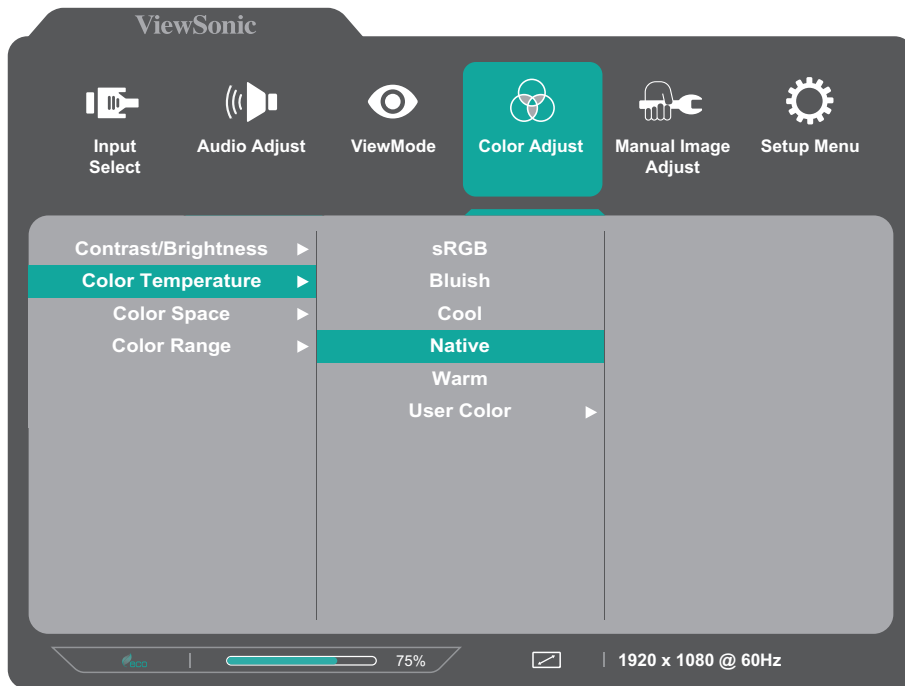 ViewSonic
Input
Select
Audio Adjust
ViewMode
Color Adjust
Manual Image
Adjust
Setup Menu
Contrast/Brightness
Color Temperature
Color Space
Color Range
sRGB
Bluish
Cool
Native
Warm
User Color
eco
75%
1920 x 1080 @ 60Hz